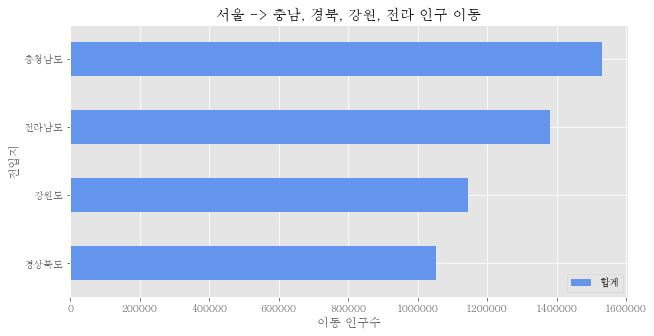 서울 -> 충남, 경북, 강원, 전라 인구 이동
전입지
충청남도
전라남도
강원도
경상북도
합계
0 200000 400000 600000 800000 1000000 1200000 1400000 1600000
이동 인구수